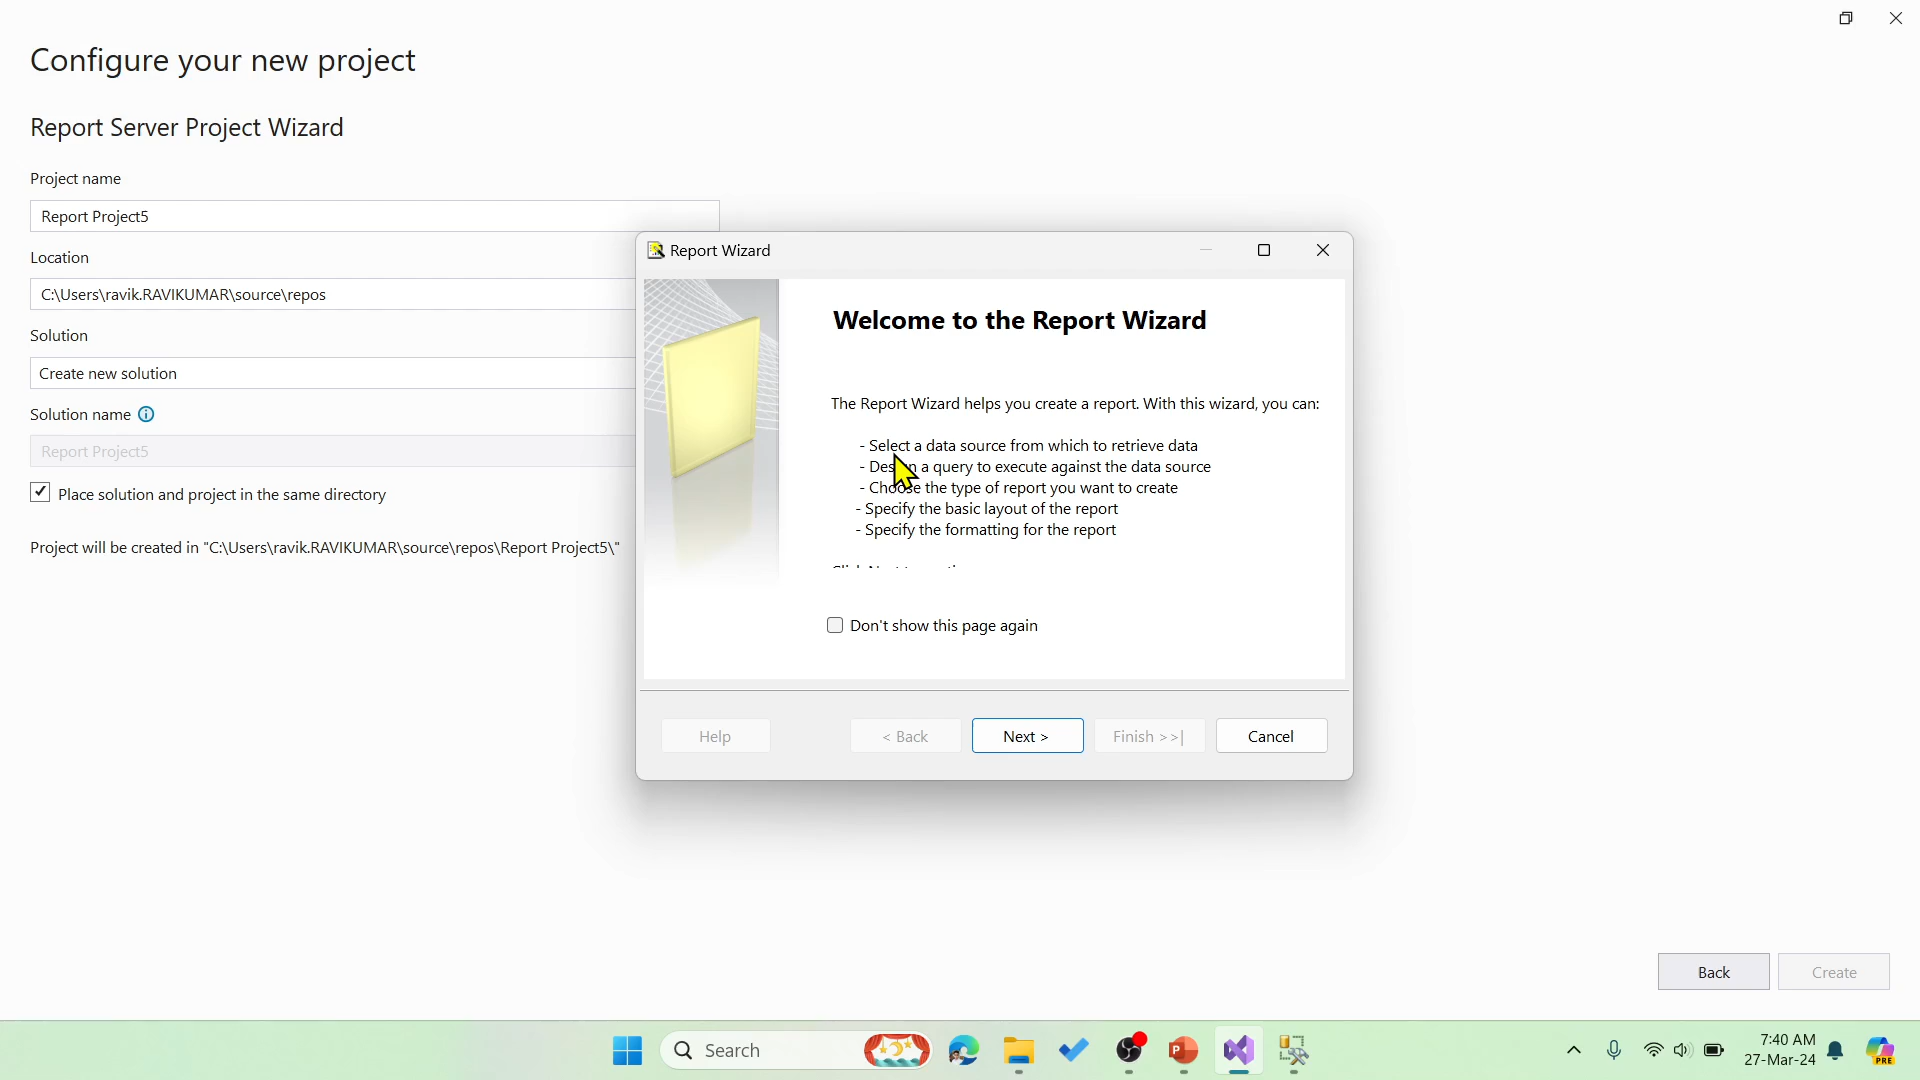 Configure your new project
Report Server Project Wizard
Project name
Report Project5
Location
C:\Users\ravik.RAVIKUMAR\source\repos
Solution
Create new solution
Solution name
Report Project5
Place solution and project in the same directory
Project will be created in "C:\Users\ravik.RAVIKUMAR\source\repos\Report Project5\"
Report Wizard
Welcome to the Report Wizard
The Report Wizard helps you create a report. With this wizard, you can:
- Select a data source from which to retrieve data
- Design a query to execute against the data source
- Choose the type of report you want to create
- Specify the basic layout of the report
- Specify the formatting for the report
Don't show this page again
Help
< Back
Next >
Finish >>|
Cancel
Back
Create
Search
7:40 AM
27-Mar-24
PRE